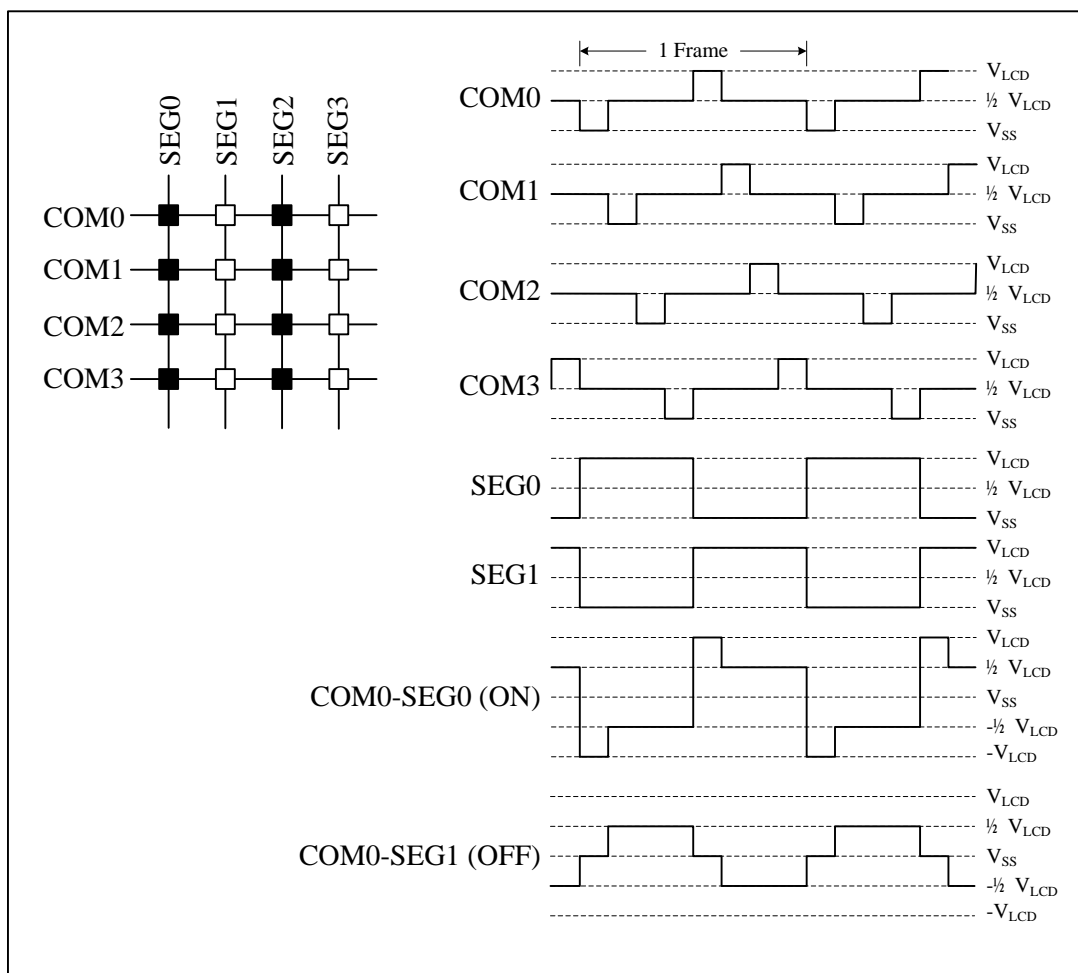 1 Frame
SEG0
SEG1
SEG2
SEG3
COM0
COM1
COM2
COM3
COM0
V_LCD
½ V_LCD
V_SS
COM1
V_LCD
½ V_LCD
V_SS
COM2
V_LCD
½ V_LCD
V_SS
COM3
V_LCD
½ V_LCD
V_SS
SEG0
V_LCD
½ V_LCD
V_SS
SEG1
V_LCD
½ V_LCD
V_SS
COM0-SEG0 (ON)
V_LCD
½ V_LCD
V_SS
-½ V_LCD
-V_LCD
COM0-SEG1 (OFF)
V_LCD
½ V_LCD
V_SS
-½ V_LCD
-V_LCD